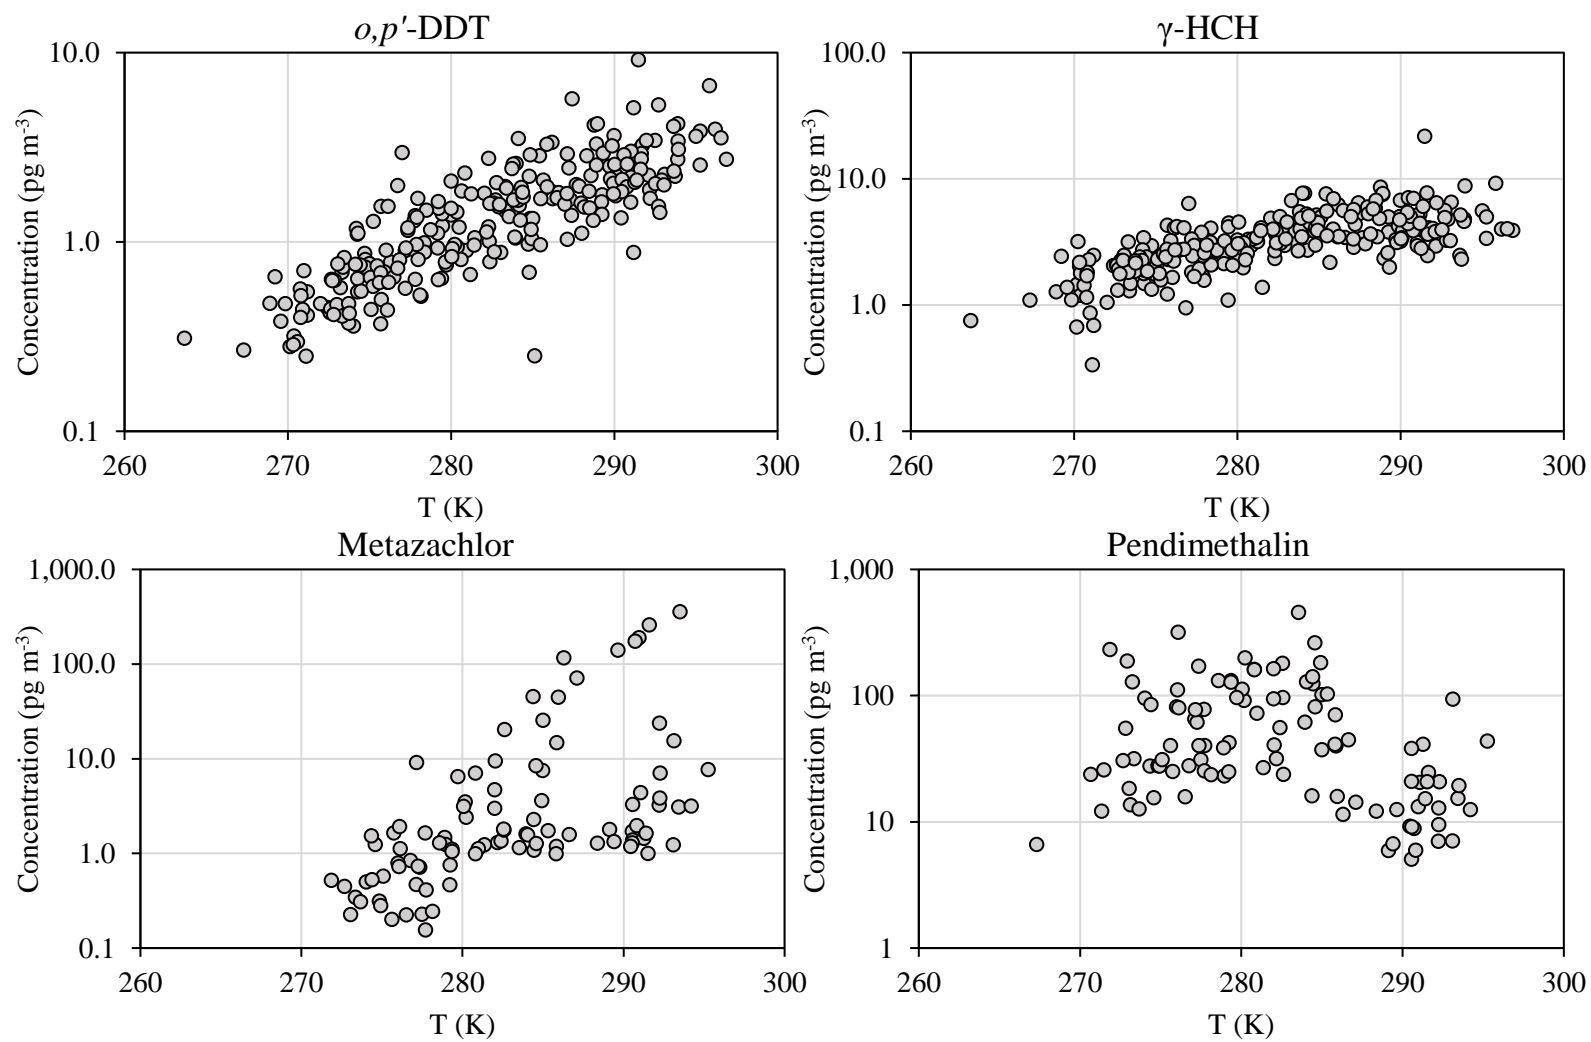 o,p'-DDT
10.0
1.0
0.1
260 270 280 290 300
T (K)
Concentration (pg m-3)
γ-HCH
100.0
10.0
1.0
0.1
260 270 280 290 300
T (K)
Concentration (pg m-3)
Metazachlor
1,000.0
100.0
10.0
1.0
0.1
260 270 280 290 300
T (K)
Concentration (pg m-3)
Pendimethalin
1,000
100
10
1
260 270 280 290 300
T (K)
Concentration (pg m-3)